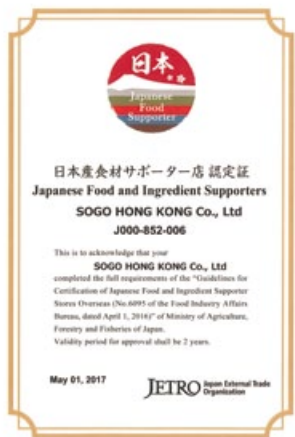 日本
Japanese
Food
Supporter
日本産食材サポーター店 認定証
Japanese Food and Ingredient Supporters
SOGO HONG KONG Co., Ltd
J000-852-006
This is to acknowledge that your
SOGO HONG KONG Co., Ltd
completed the full requirements of the "Guidelines for
Certification of Japanese Food and Ingredient Supporter
Stores Overseas (No.6095 of the Food Industry Affairs
Bureau, dated April 1, 2016)" of Ministry of Agriculture,
Forestry and Fisheries of Japan.
Validity period for approval shall be 2 years.
May 01, 2017
JETRO Japan External Trade
Organization